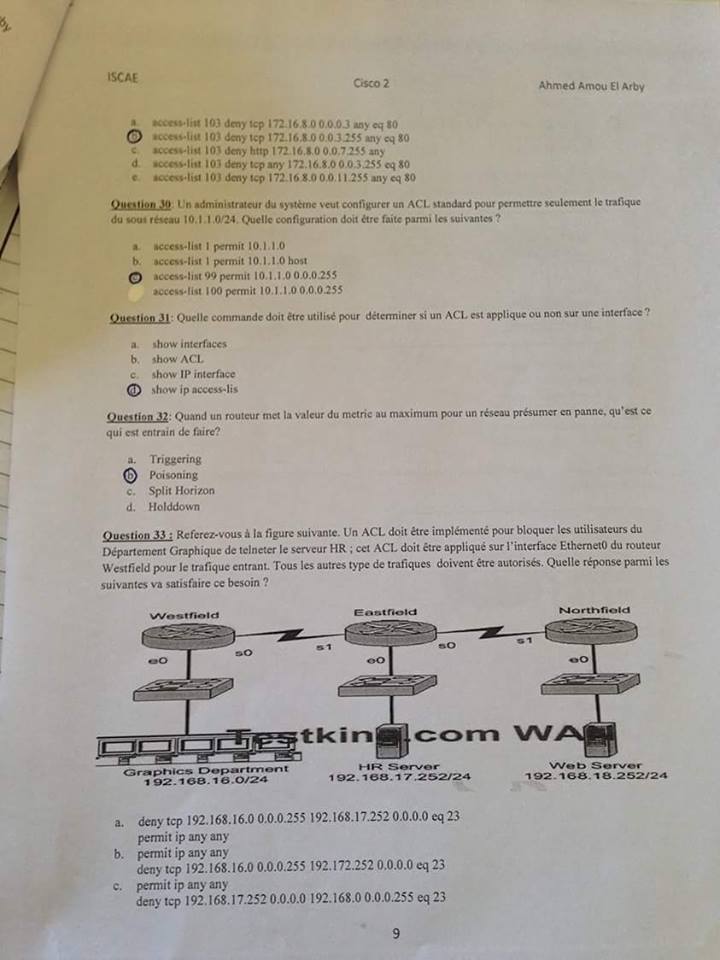 ISCAE
Cisco 2
Ahmed Amou El Arby
a. access-list 103 deny tcp 172.16.8.0 0.0.0.3 any eq 80
b access-list 103 deny tcp 172.16.8.0 0.0.3.255 any eq 80
c. access-list 103 deny http 172.16.8.0 0.0.7.255 any
d. access-list 103 deny tcp any 172.16.8.0 0.0.3.255 eq 80
e. access-list 103 deny tcp 172.16.8.0 0.0.11.255 any eq 80
Question 30: Un administrateur du système veut configurer un ACL standard pour permettre seulement le trafique
du sous réseau 10.1.1.0/24. Quelle configuration doit être faite parmi les suivantes ?
a. access-list 1 permit 10.1.1.0
b. access-list 1 permit 10.1.1.0 host
c access-list 99 permit 10.1.1.0 0.0.0.255
access-list 100 permit 10.1.1.0 0.0.0.255
Question 31: Quelle commande doit être utilisé pour déterminer si un ACL est applique ou non sur une interface ?
a. show interfaces
b. show ACL
c. show IP interface
d show ip access-lis
Question 32: Quand un routeur met la valeur du metric au maximum pour un réseau présumer en panne, qu'est ce
qui est entrain de faire?
a. Triggering
b Poisoning
c. Split Horizon
d. Holddown
Question 33 : Referez-vous à la figure suivante. Un ACL doit être implémenté pour bloquer les utilisateurs du
Département Graphique de telneter le serveur HR ; cet ACL doit être appliqué sur l'interface Ethernet0 du routeur
Westfield pour le trafique entrant. Tous les autres type de trafiques doivent être autorisés. Quelle réponse parmi les
suivantes va satisfaire ce besoin ?
Westfield Eastfield Northfield
s0 s1 s0 s1
e0 e0 e0
.com WA
Graphics Department HR Server Web Server
192.168.16.0/24 192.168.17.252/24 192.168.18.252/24
a. deny tcp 192.168.16.0 0.0.0.255 192.168.17.252 0.0.0.0 eq 23
permit ip any any
b. permit ip any any
deny tcp 192.168.16.0 0.0.0.255 192.172.252 0.0.0.0 eq 23
c. permit ip any any
deny tcp 192.168.17.252 0.0.0.0 192.168.0 0.0.0.255 eq 23
9